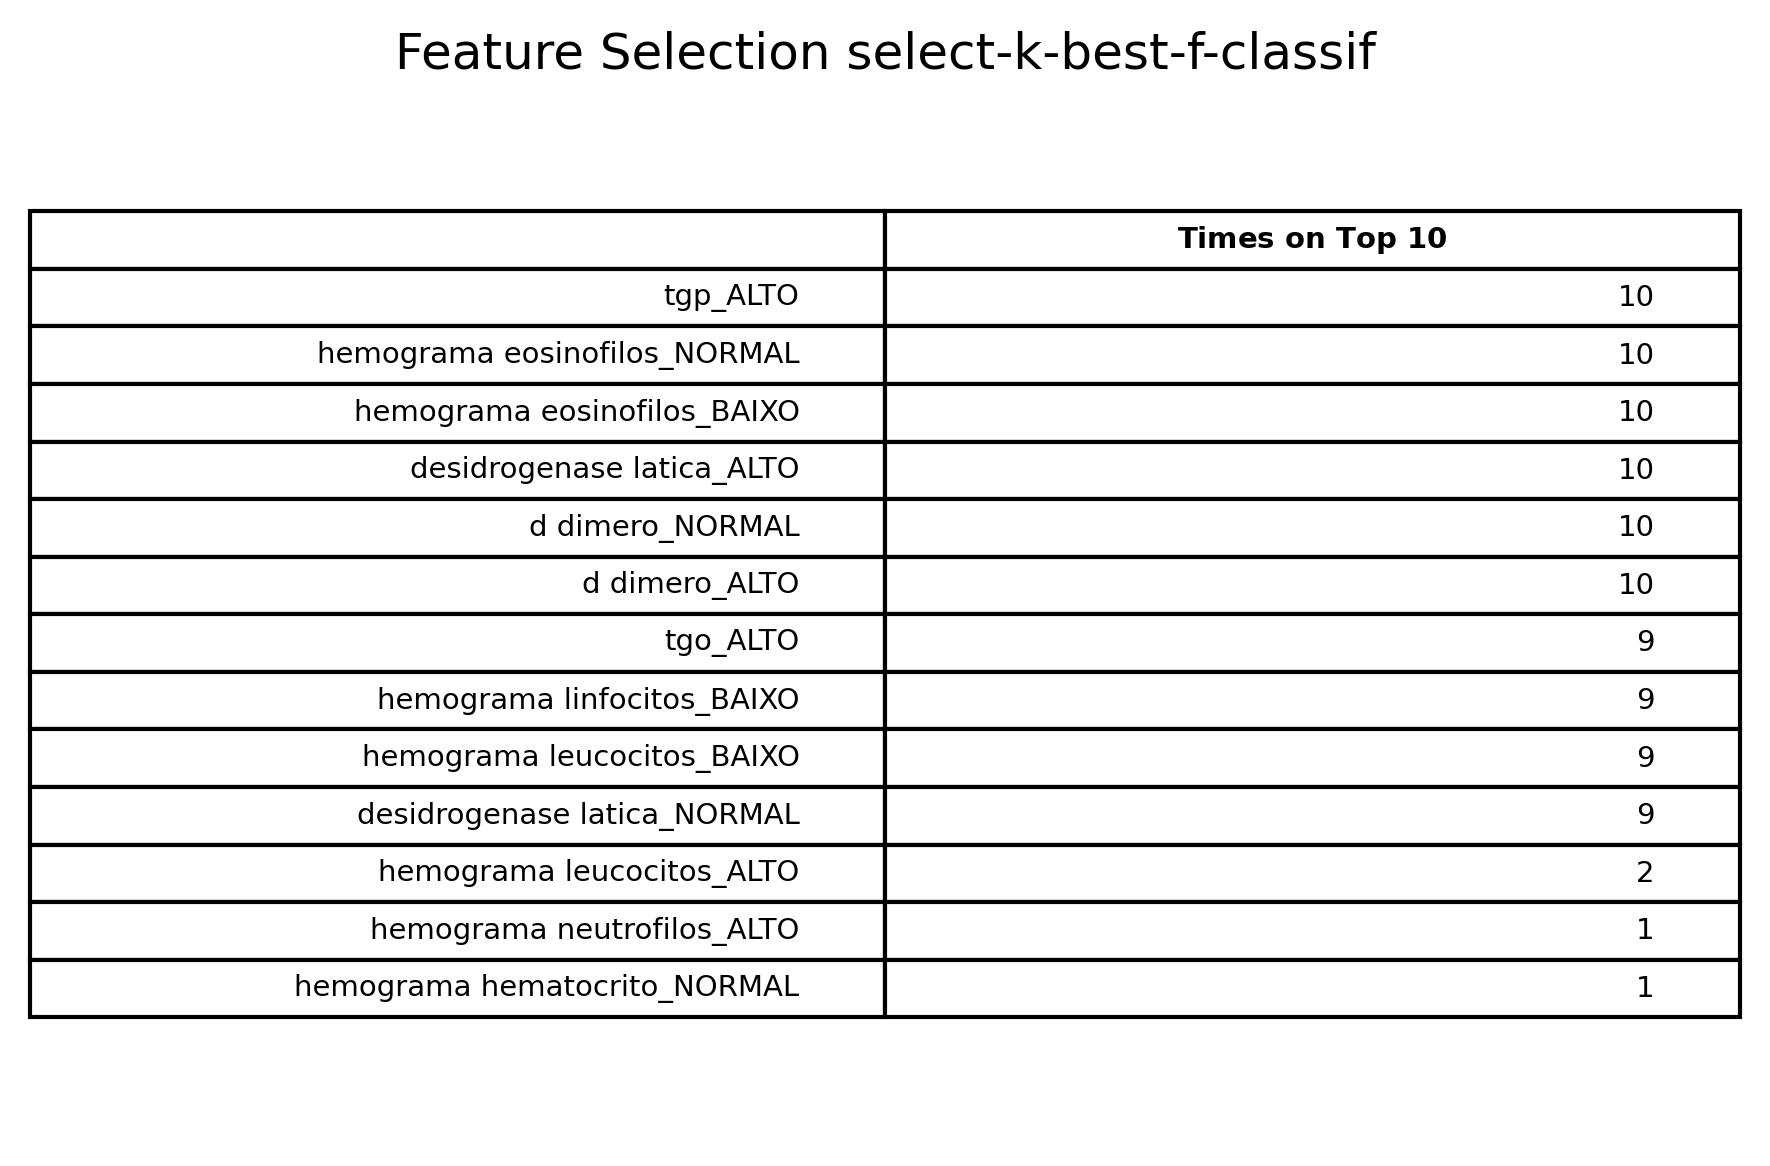 Feature Selection select-k-best-f-classif
Times on Top 10
tgp_ALTO 10
hemograma eosinofilos_NORMAL 10
hemograma eosinofilos_BAIXO 10
desidrogenase latica_ALTO 10
d dimero_NORMAL 10
d dimero_ALTO 10
tgo_ALTO 9
hemograma linfocitos_BAIXO 9
hemograma leucocitos_BAIXO 9
desidrogenase latica_NORMAL 9
hemograma leucocitos_ALTO 2
hemograma neutrofilos_ALTO 1
hemograma hematocrito_NORMAL 1